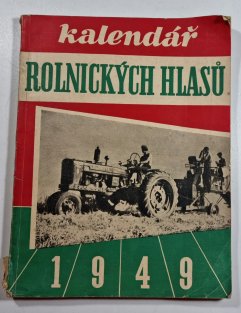 kalendář
ROLNICKÝCH HLASŮ
1949